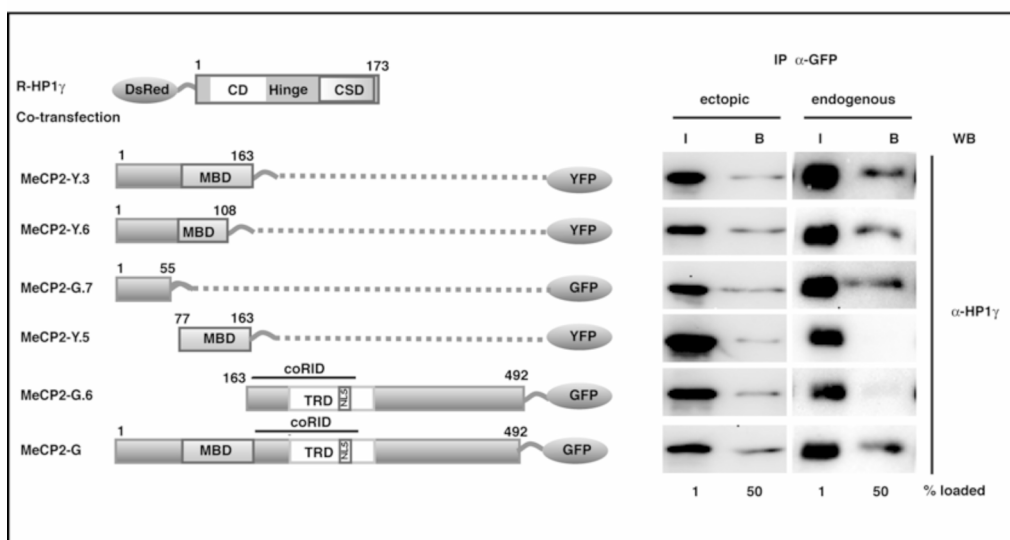 IP α-GFP
1 173
R-HP1γ DsRed CD Hinge CSD
ectopic endogenous
Co-transfection
I B I B WB
1 163
MeCP2-Y.3 MBD YFP
1 108
MeCP2-Y.6 MBD YFP
1 55
MeCP2-G.7 GFP
α-HP1γ
77 163
MeCP2-Y.5 MBD YFP
coRID
163 492
MeCP2-G.6 TRD NLS GFP
coRID
1 492
MeCP2-G MBD TRD NLS GFP
1 50 1 50 % loaded